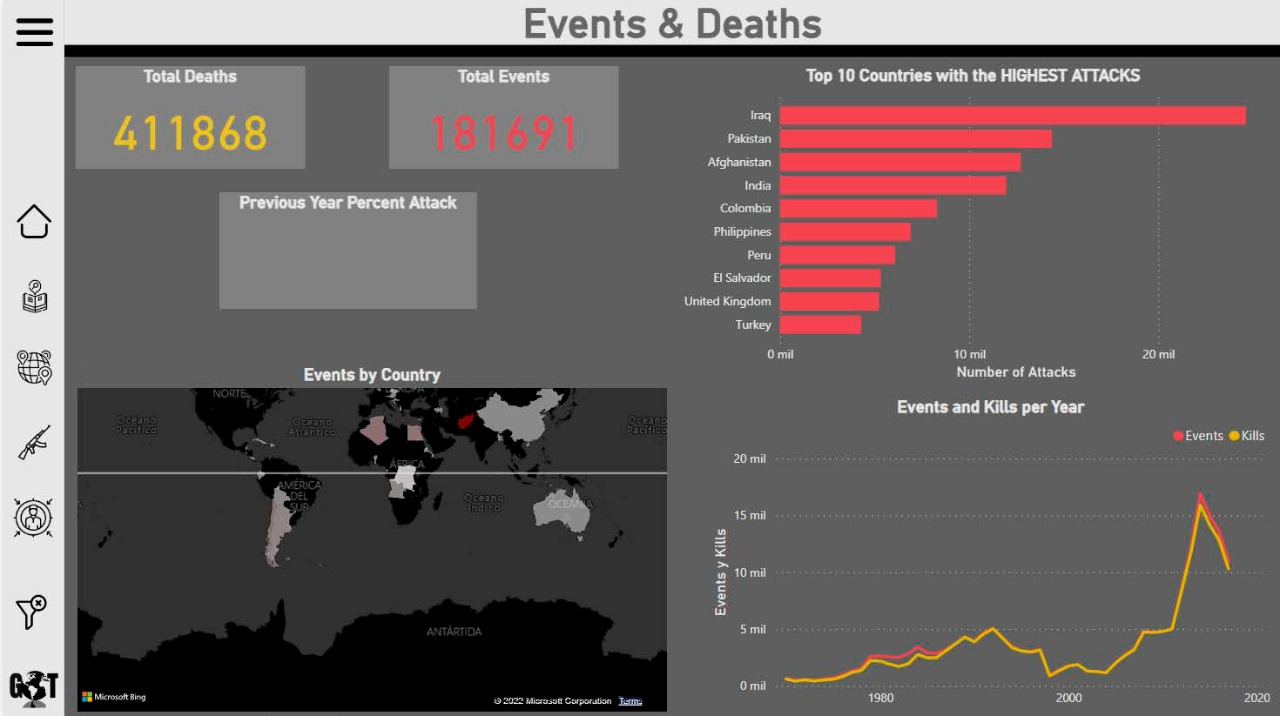 Events & Deaths
Total Deaths
411868
Total Events
181691
Previous Year Percent Attack
Top 10 Countries with the HIGHEST ATTACKS
Iraq
Pakistan
Afghanistan
India
Colombia
Philippines
Peru
El Salvador
United Kingdom
Turkey
0 mil
10 mil
20 mil
Number of Attacks
Events by Country
NORTE
EUROPA
Océano
Pacífico
Océano
Atlántico
Océano
Pacífico
ÁFRICA
AMÉRICA
DEL
SUR
Océano
Índico
OCEANÍA
ANTÁRTIDA
Microsoft Bing
© 2022 Microsoft Corporation Terms
Events and Kills per Year
Events Kills
Events y Kills
20 mil
15 mil
10 mil
5 mil
0 mil
1980
2000
2020
GT